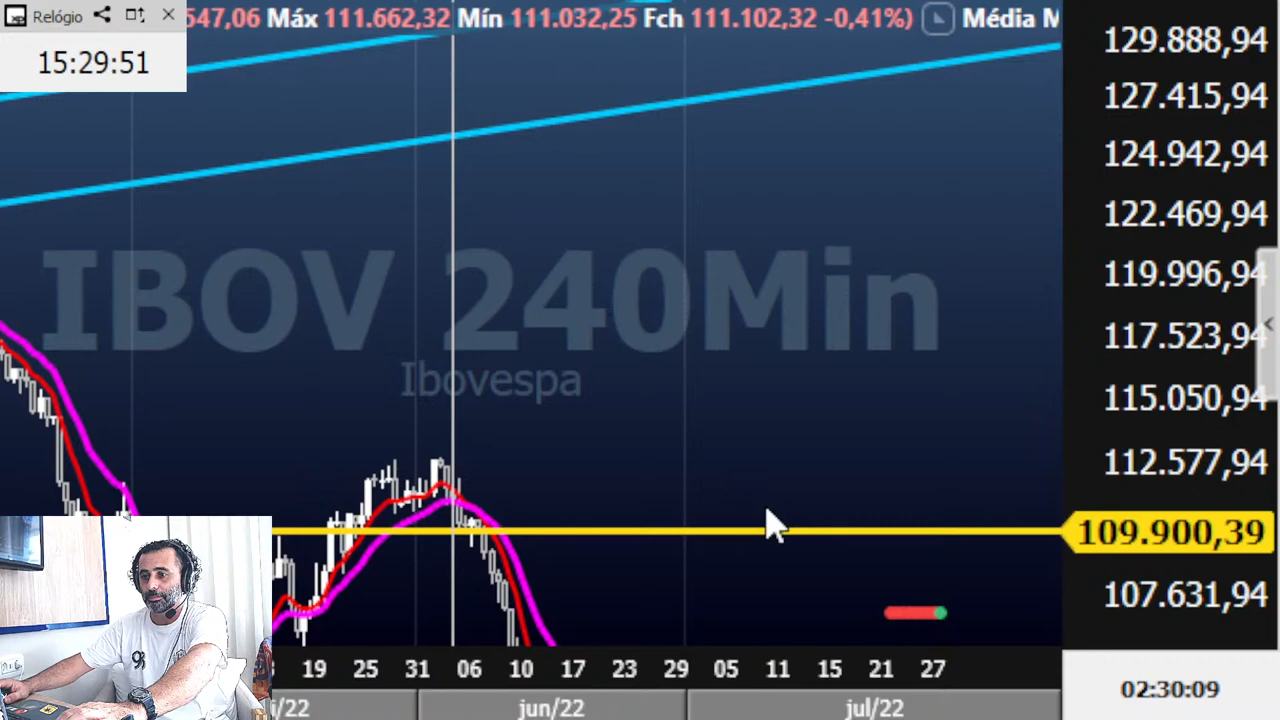 Relógio
547,06 Máx 111.662,32 Mín 111.032,25 Fch 111.102,32 -0,41%) Média M
15:29:51
129.888,94
127.415,94
124.942,94
122.469,94
119.996,94
117.523,94
115.050,94
112.577,94
109.900,39
107.631,94
IBOV 240Min
Ibovespa
19 25 31 06 10 17 23 29 05 11 15 21 27
i/22 jun/22 jul/22
02:30:09